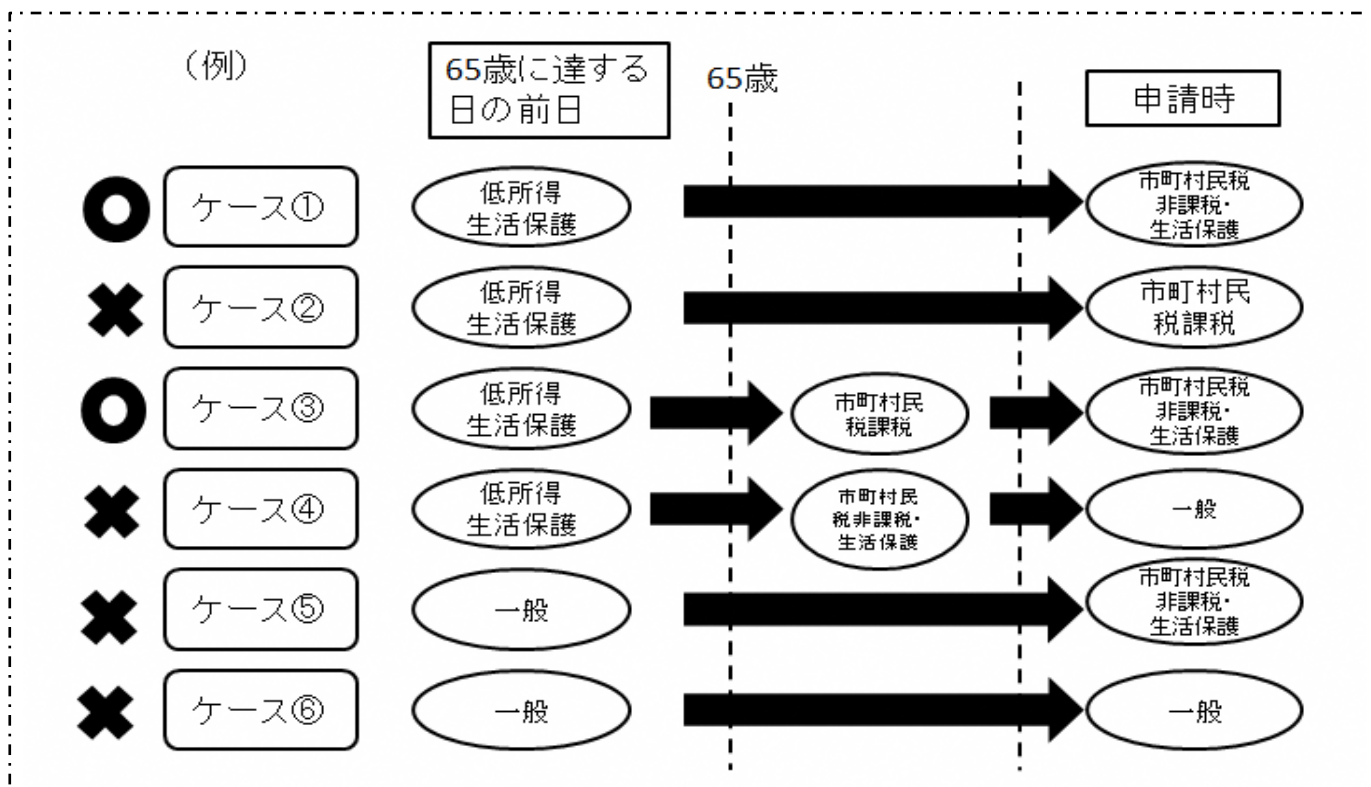 （例）
65歳に達する
日の前日
65歳
申請時
ケース①
低所得
生活保護
市町村民税
非課税・
生活保護
ケース②
低所得
生活保護
市町村民
税課税
ケース③
低所得
生活保護
市町村民
税課税
市町村民税
非課税・
生活保護
ケース④
低所得
生活保護
市町村民
税非課税・
生活保護
一般
ケース⑤
一般
市町村民税
非課税・
生活保護
ケース⑥
一般
一般